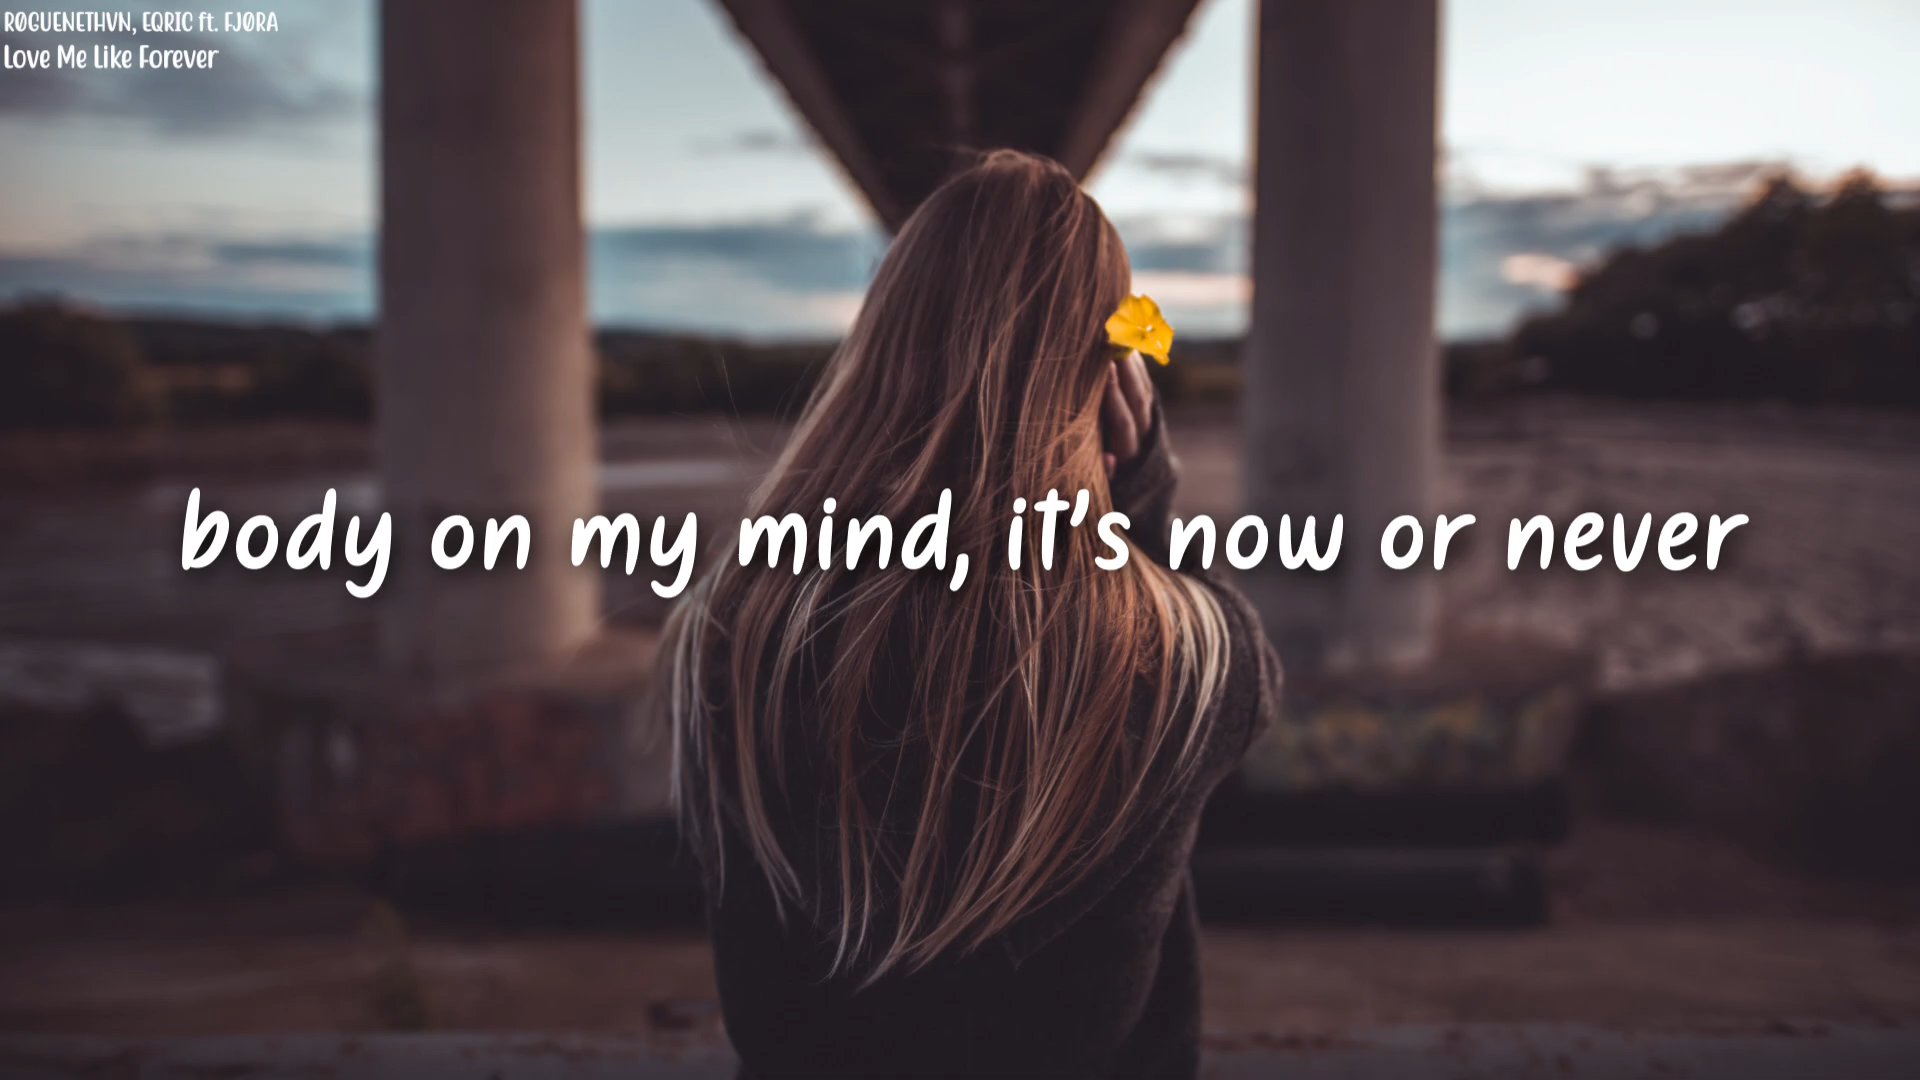 RØGUENETHVN, EQRIC ft. FJØRA
Love Me Like Forever
body on my mind, it's now or never